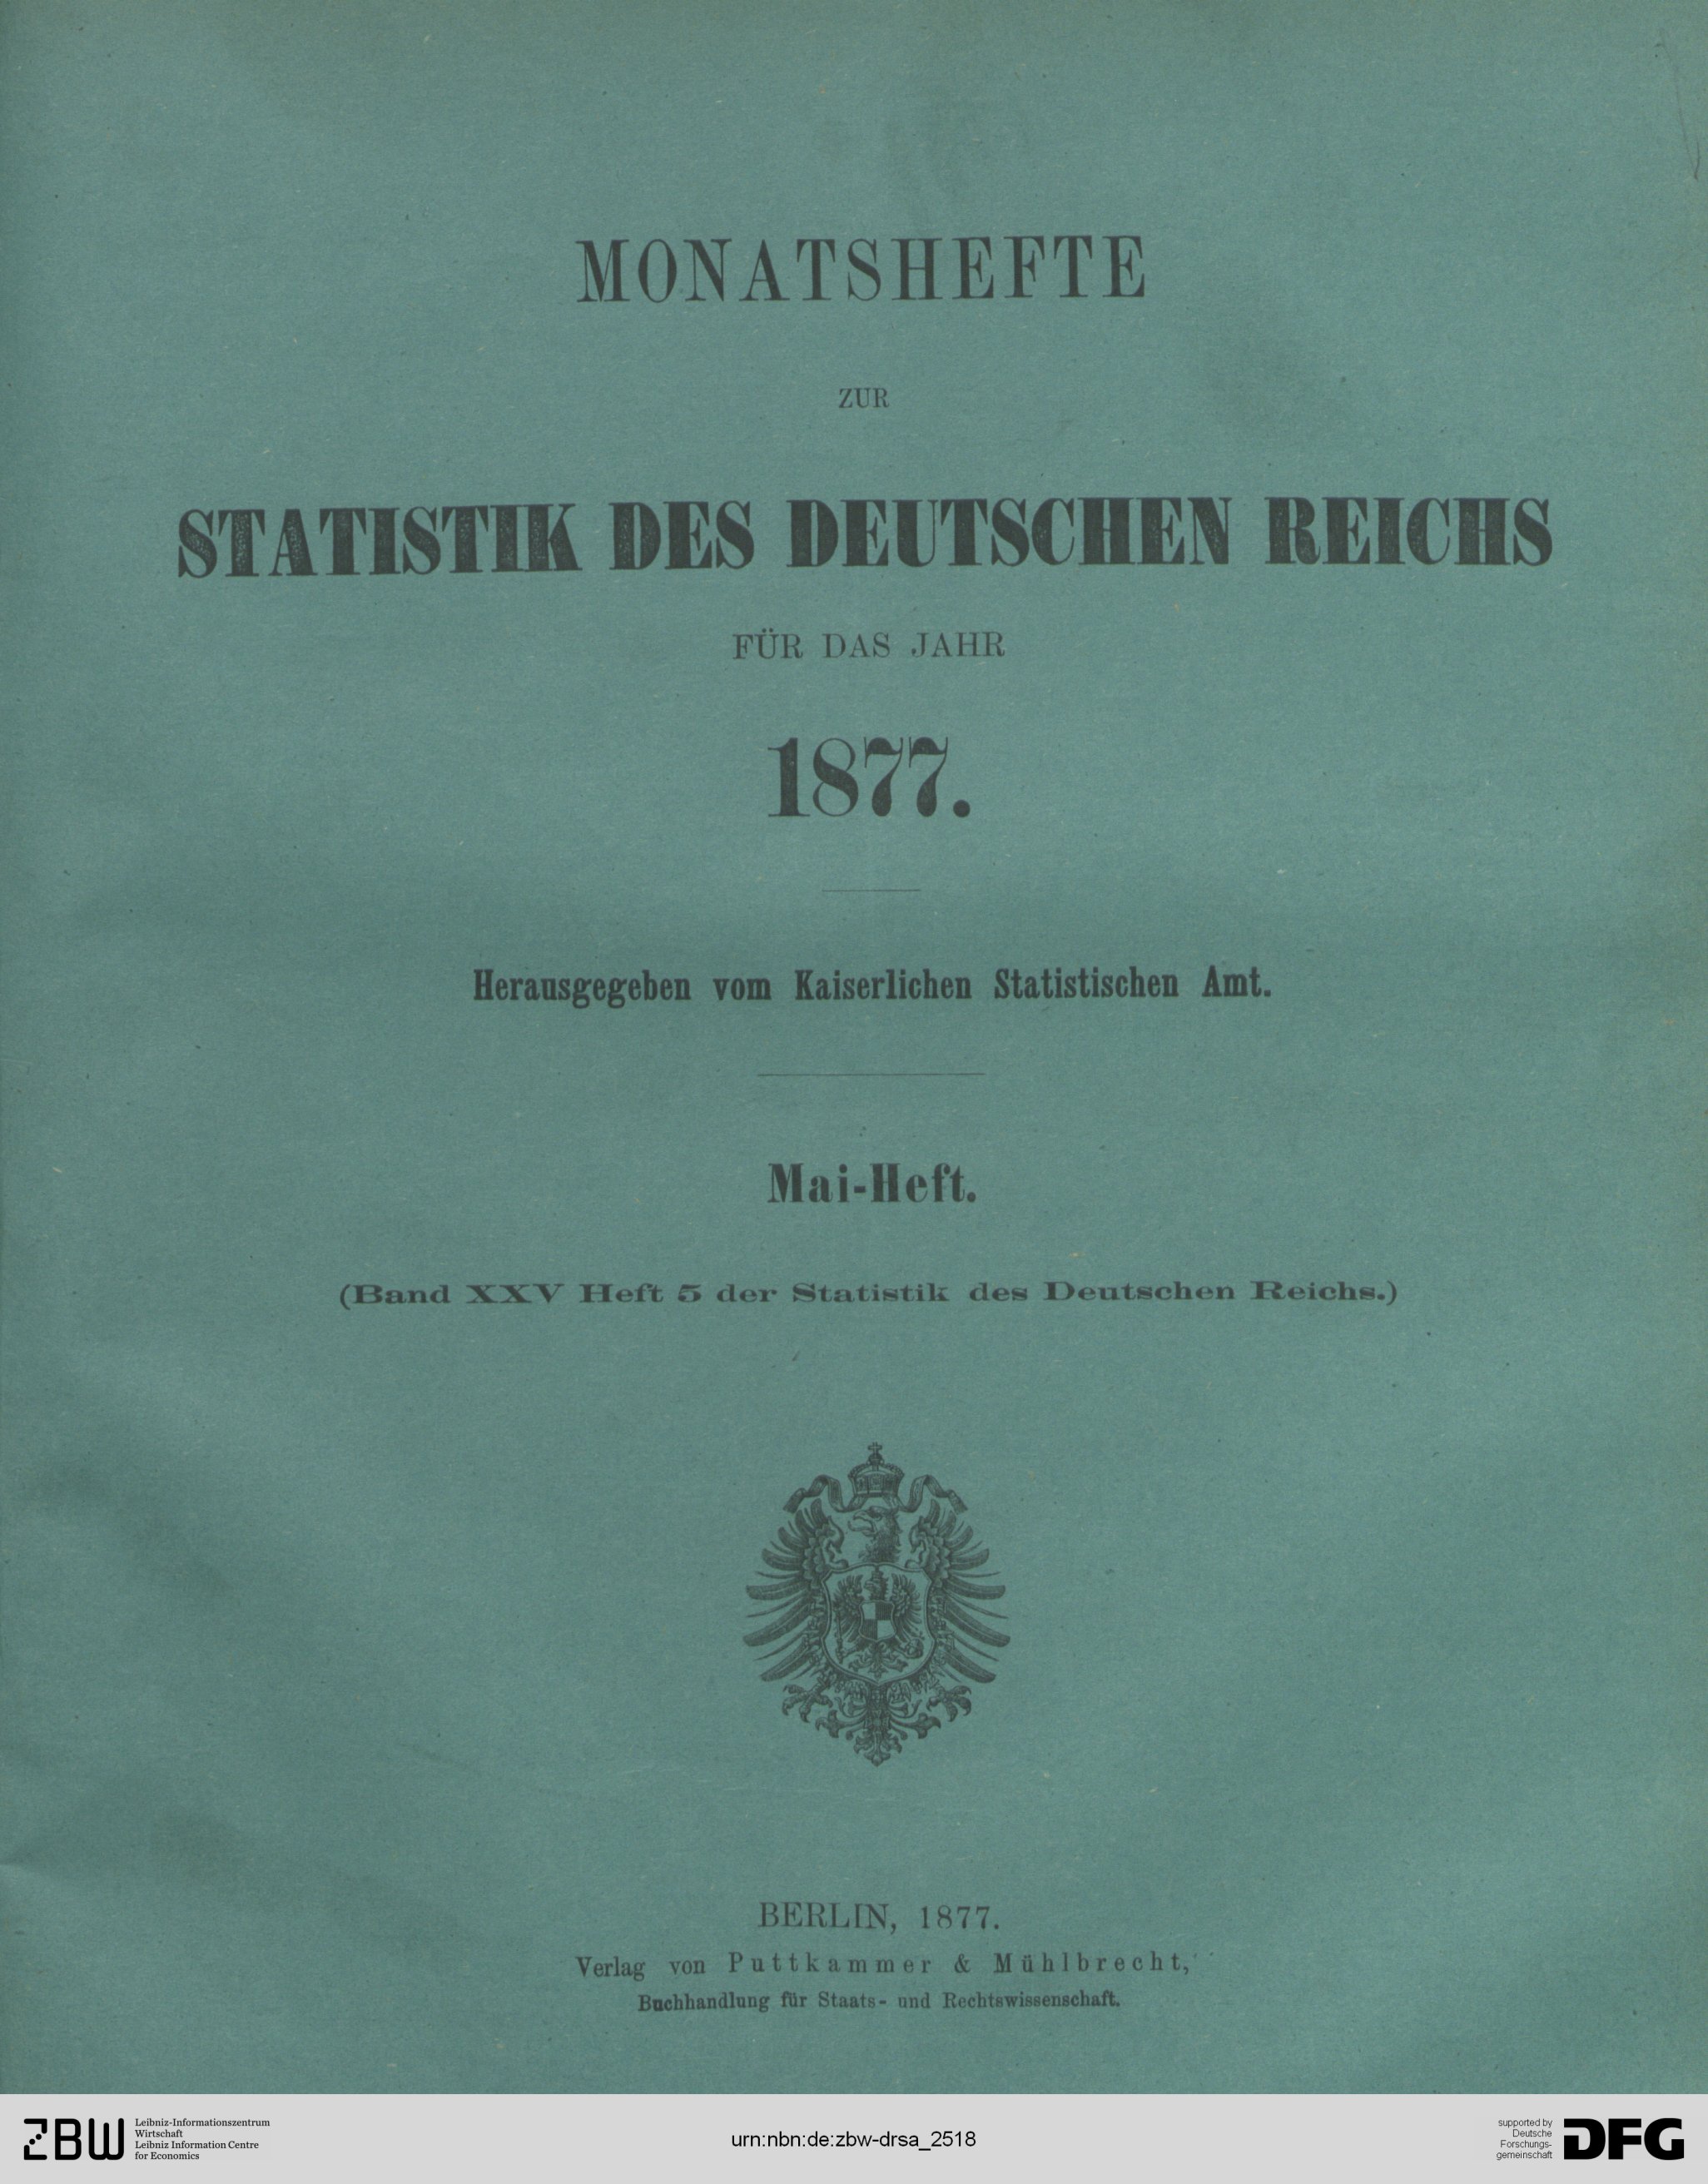 MONATSHEFTE
ZUR
STATISTIK DES DEUTSCHEN REICHS
FÜR DAS JAHR
1877.
Herausgegeben vom Kaiserlichen Statistischen Amt.
Mai-Heft.
(Band XXV Heft 5 der Statistik des Deutschen Reichs.)
BERLIN, 1877.
Verlag von Puttkammer & Mühlbrecht,
Buchhandlung für Staats- und Rechtswissenschaft.
ZBW
Leibniz-Informationszentrum
Wirtschaft
Leibniz Information Centre
for Economics
urn:nbn:de:zbw-drsa_2518
supported by
Deutsche
Forschungs-
gemeinschaft
DFG